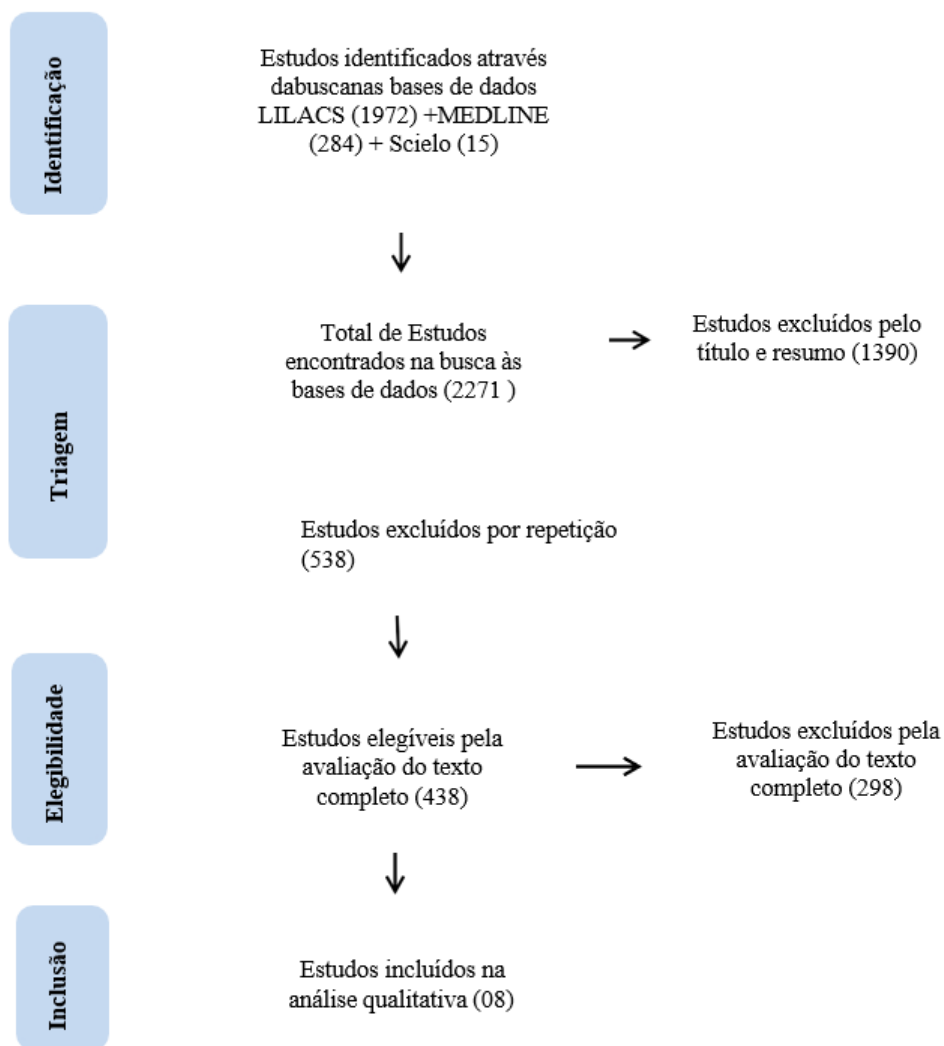 Identificação
Estudos identificados através
dabuscanas bases de dados
LILACS (1972) +MEDLINE
(284) + Scielo (15)
Triagem
Total de Estudos
encontrados na busca às
bases de dados (2271 )
Estudos excluídos pelo
título e resumo (1390)
Estudos excluídos por repetição
(538)
Elegibilidade
Estudos elegíveis pela
avaliação do texto
completo (438)
Estudos excluídos pela
avaliação do texto
completo (298)
Inclusão
Estudos incluídos na
análise qualitativa (08)